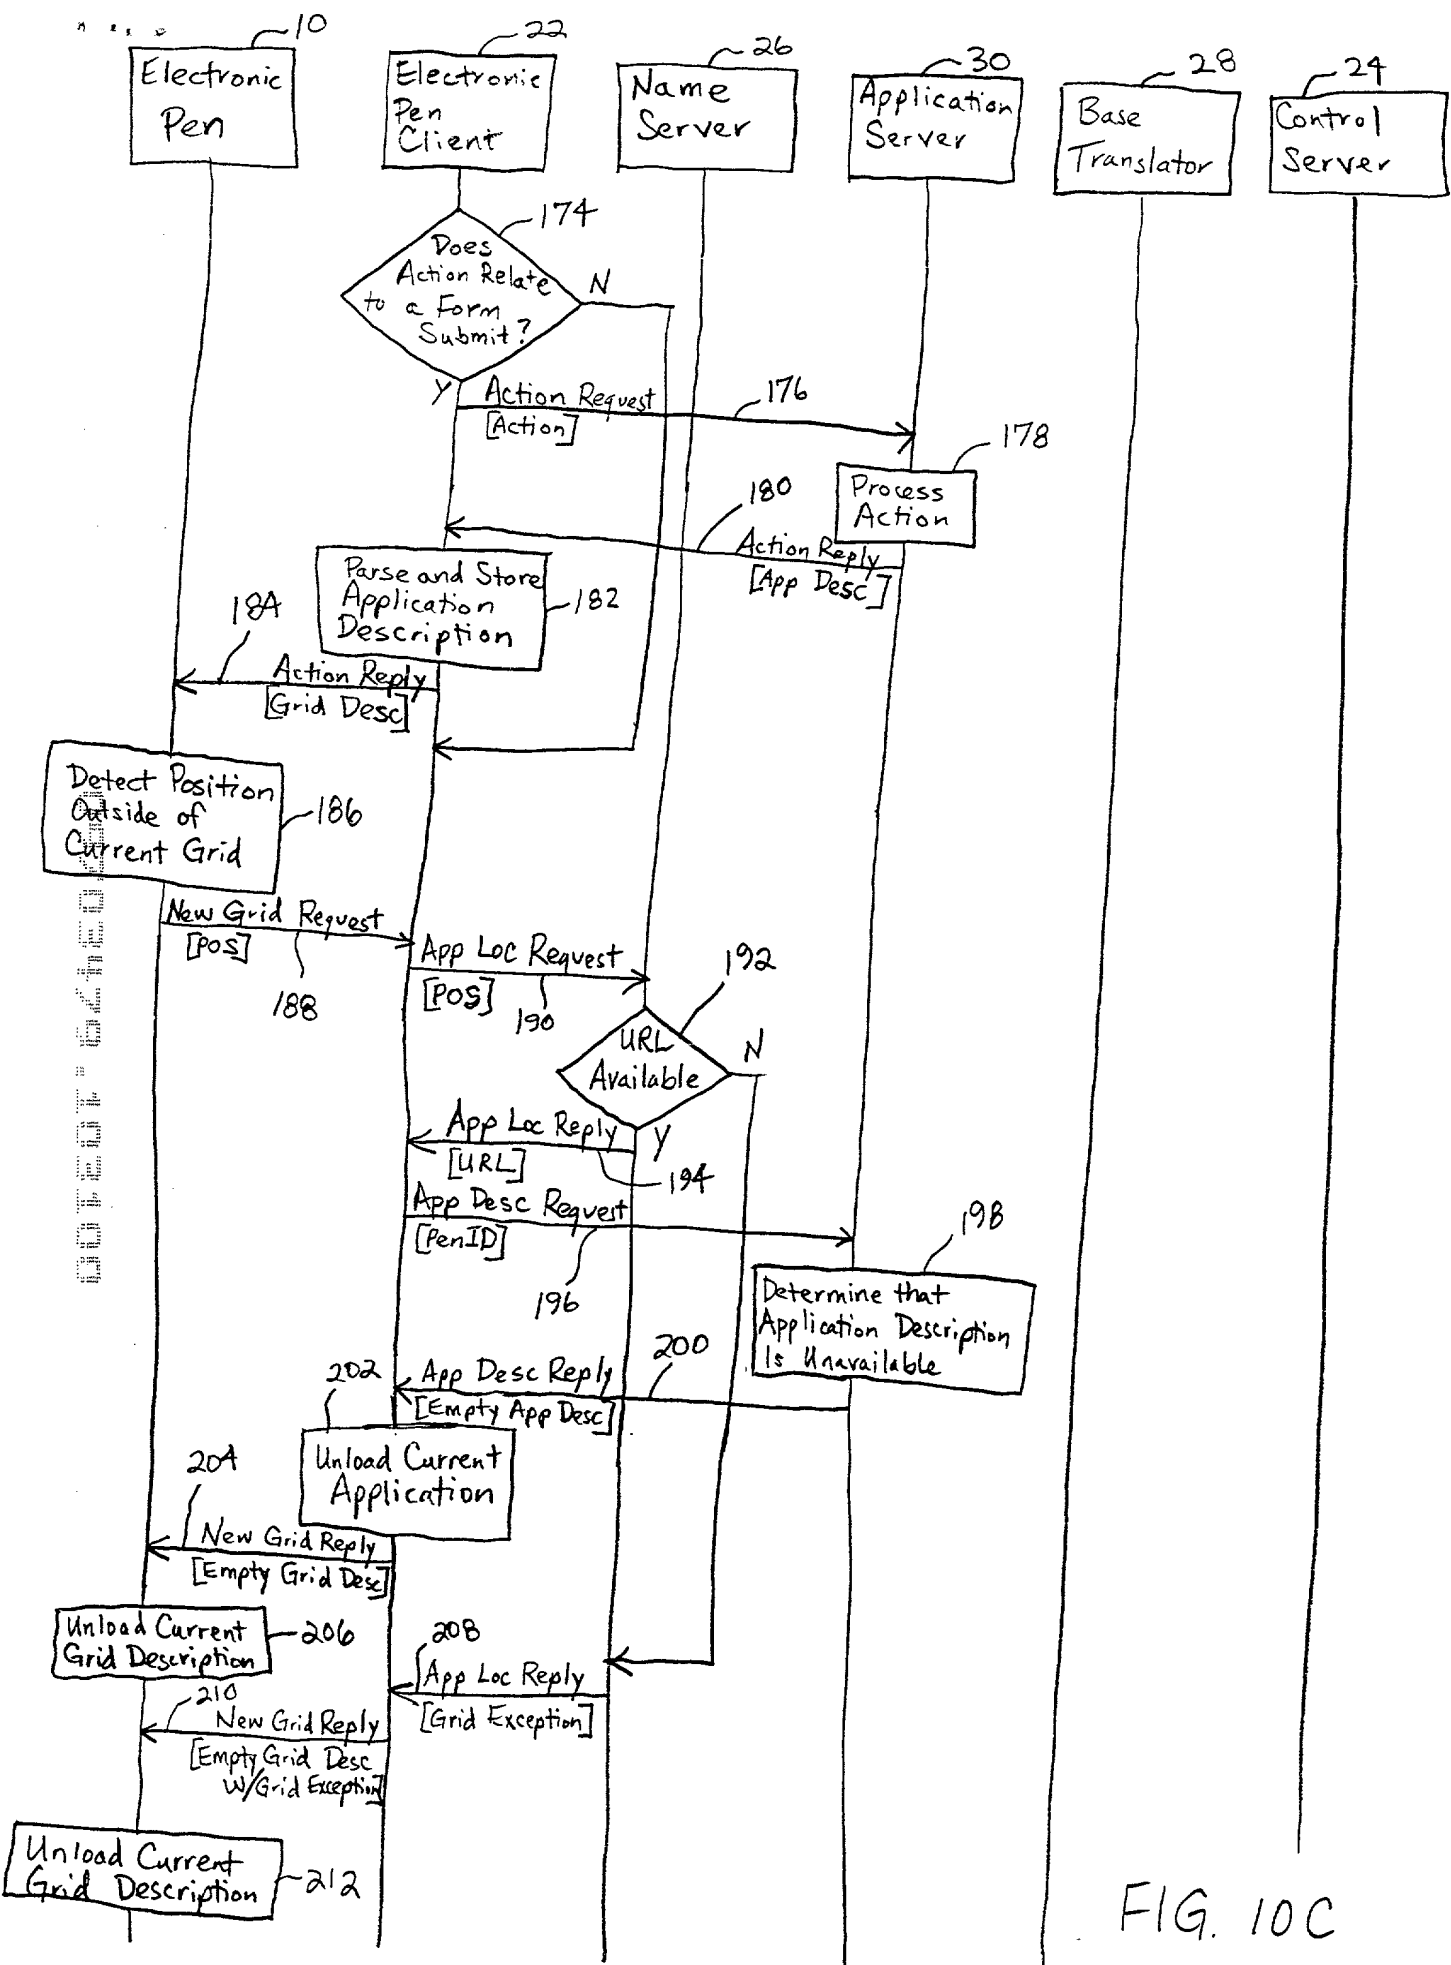 10
22
26
30
28
24
Electronic
Pen
Electronic
Pen
Client
Name
Server
Application
Server
Base
Translator
Control
Server
174
Does
Action Relate
to a Form
Submit?
N
Y
Action Request
[Action]
176
178
Process
Action
180
Action Reply
[App Desc]
Parse and Store
Application
Description
182
184
Action Reply
[Grid Desc]
Detect Position
Outside of
Current Grid
186
New Grid Request
[POS]
188
App Loc Request
[POS]
190
192
URL
Available
N
Y
App Loc Reply
[URL]
194
App Desc Request
[PenID]
196
198
Determine that
Application Description
Is Unavailable
200
App Desc Reply
[Empty App Desc]
202
Unload Current
Application
204
New Grid Reply
[Empty Grid Desc]
Unload Current
Grid Description
206
208
App Loc Reply
[Grid Exception]
210
New Grid Reply
[Empty Grid Desc
W/Grid Exception]
Unload Current
Grid Description
212
FIG. 10C